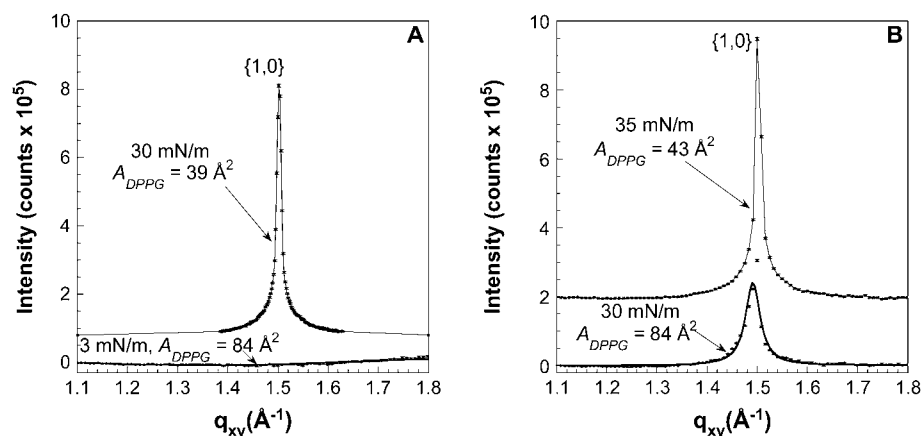 A
{1,0}
30 mN/m
A_DPPG = 39 Å²
3 mN/m, A_DPPG = 84 Å²
Intensity (counts x 10⁵)
10
8
6
4
2
0
1.1 1.2 1.3 1.4 1.5 1.6 1.7 1.8
q_xy(Å⁻¹)
B
{1,0}
35 mN/m
A_DPPG = 43 Å²
30 mN/m
A_DPPG = 84 Å²
Intensity (counts x 10⁵)
10
8
6
4
2
0
1.1 1.2 1.3 1.4 1.5 1.6 1.7 1.8
q_xy(Å⁻¹)